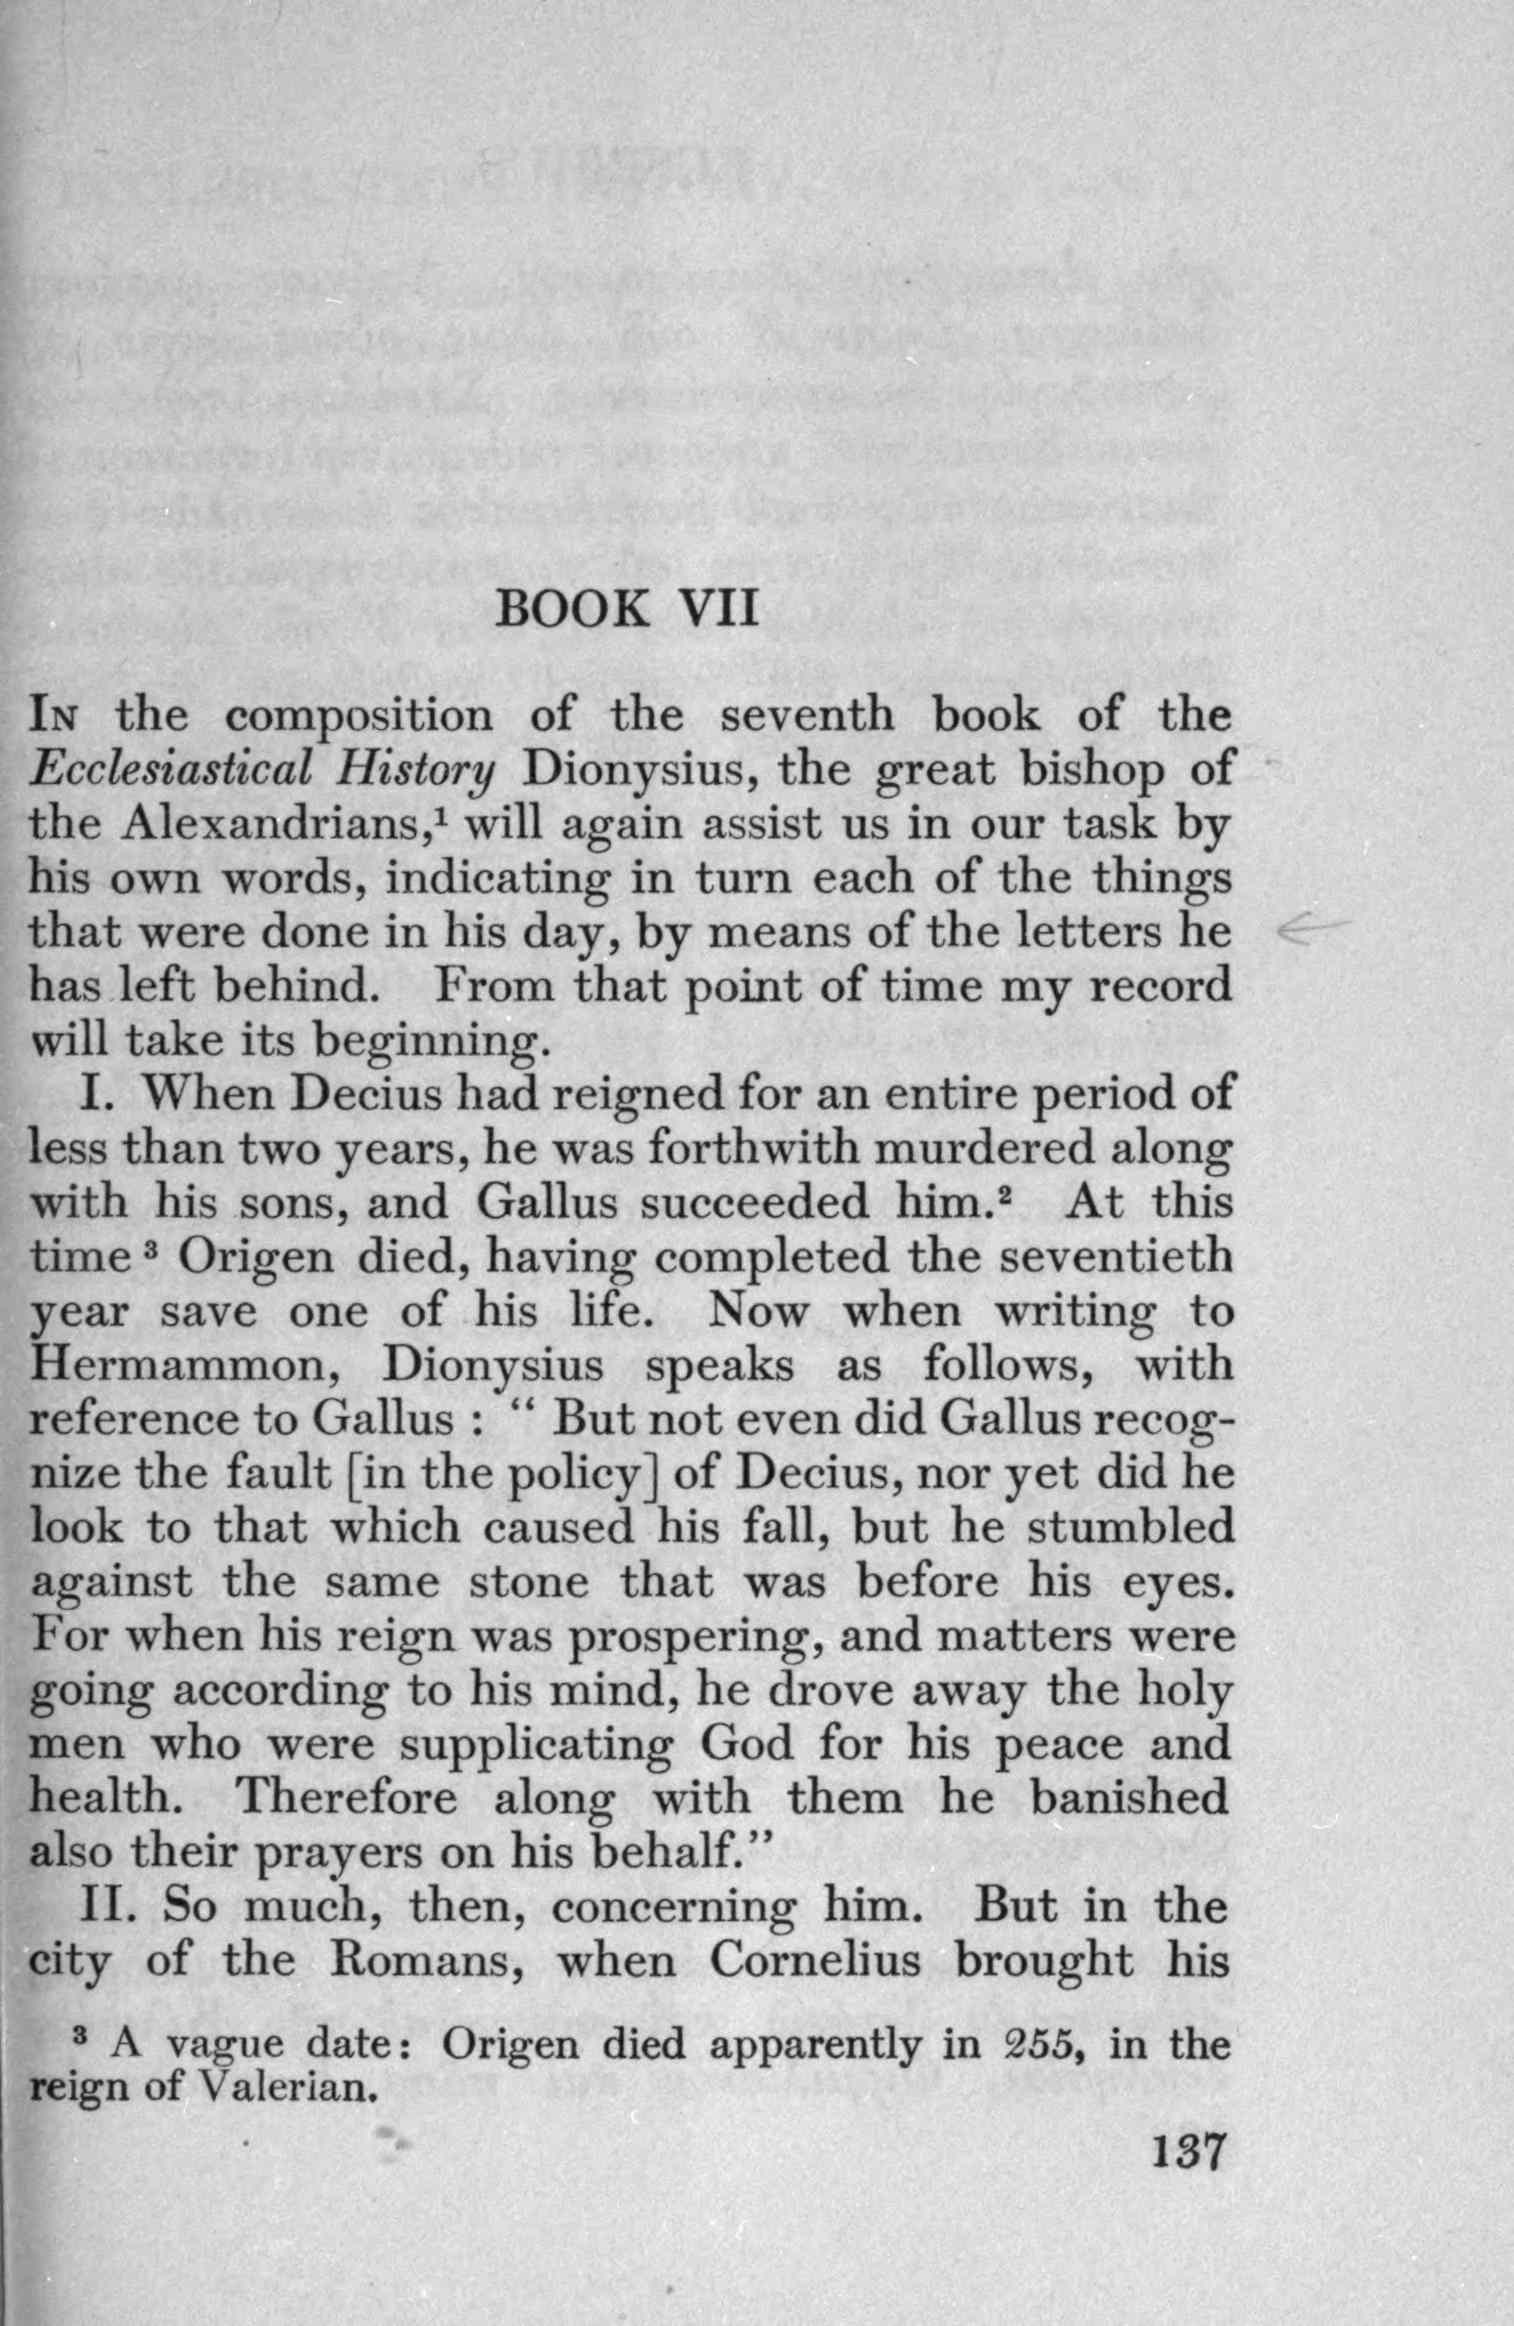 BOOK VII
IN the composition of the seventh book of the
Ecclesiastical History Dionysius, the great bishop of
the Alexandrians,¹ will again assist us in our task by
his own words, indicating in turn each of the things
that were done in his day, by means of the letters he
has left behind. From that point of time my record
will take its beginning.
I. When Decius had reigned for an entire period of
less than two years, he was forthwith murdered along
with his sons, and Gallus succeeded him.² At this
time ³ Origen died, having completed the seventieth
year save one of his life. Now when writing to
Hermammon, Dionysius speaks as follows, with
reference to Gallus : “ But not even did Gallus recog-
nize the fault [in the policy] of Decius, nor yet did he
look to that which caused his fall, but he stumbled
against the same stone that was before his eyes.
For when his reign was prospering, and matters were
going according to his mind, he drove away the holy
men who were supplicating God for his peace and
health. Therefore along with them he banished
also their prayers on his behalf.”
II. So much, then, concerning him. But in the
city of the Romans, when Cornelius brought his
³ A vague date: Origen died apparently in 255, in the
reign of Valerian.
137